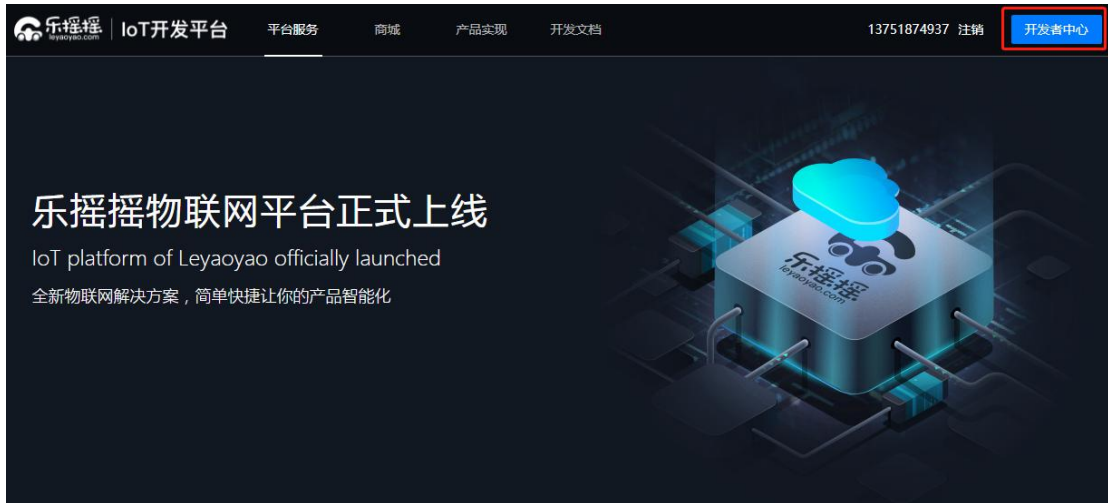 乐摇摇 leyaoyao.com IoT开发平台 平台服务 商城 产品实现 开发文档 13751874937 注销 开发者中心
乐摇摇物联网平台正式上线
IoT platform of Leyaoyao officially launched
全新物联网解决方案，简单快捷让你的产品智能化
乐摇摇
leyaoyao.com